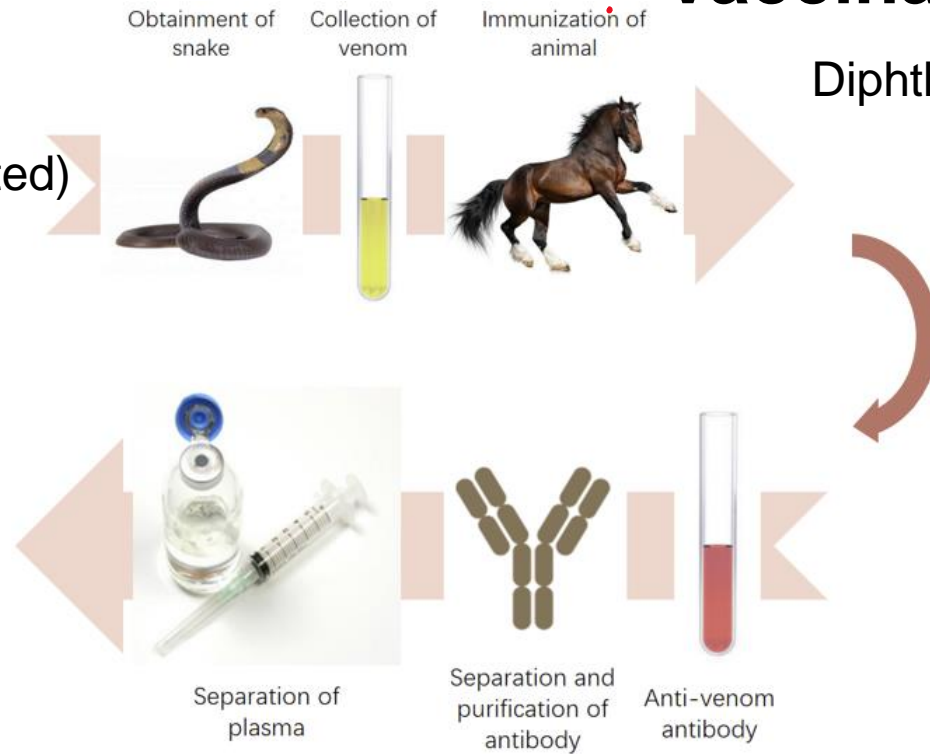 Obtainment of
snake
Collection of
venom
Immunization of
animal
Separation of
plasma
Separation and
purification of
antibody
Anti-venom
antibody